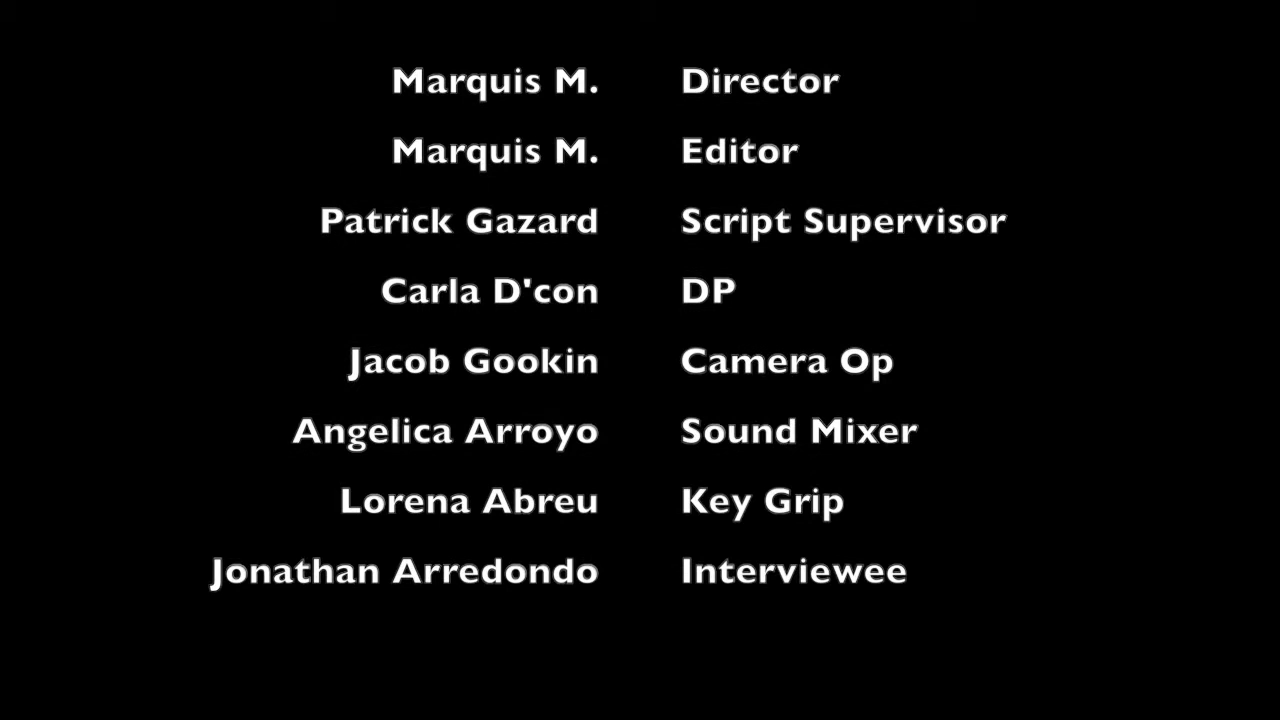 Marquis M. Director
Marquis M. Editor
Patrick Gazard Script Supervisor
Carla D'con DP
Jacob Gookin Camera Op
Angelica Arroyo Sound Mixer
Lorena Abreu Key Grip
Jonathan Arredondo Interviewee